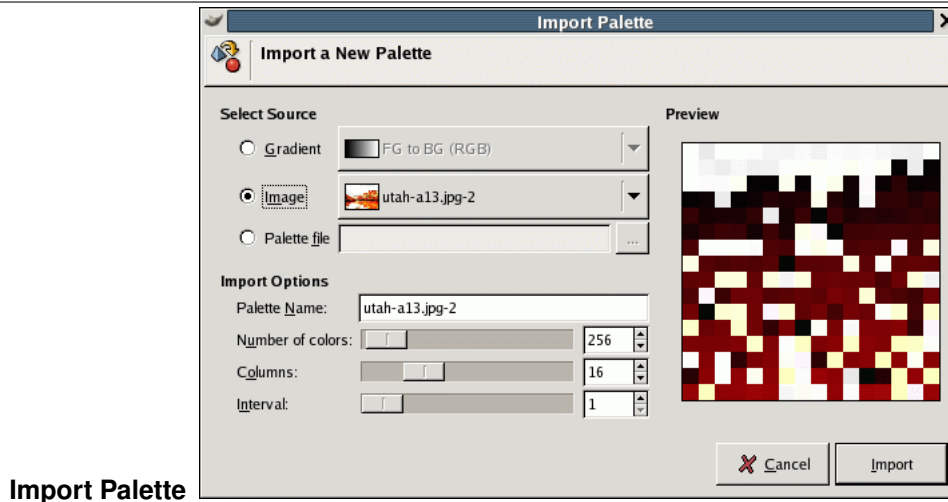 Import Palette
Import a New Palette
Select Source
Preview
Gradient
FG to BG (RGB)
Image
utah-a13.jpg-2
Palette file
...
Import Options
Palette Name:
utah-a13.jpg-2
Number of colors:
256
Columns:
16
Interval:
1
Cancel
Import
Import Palette